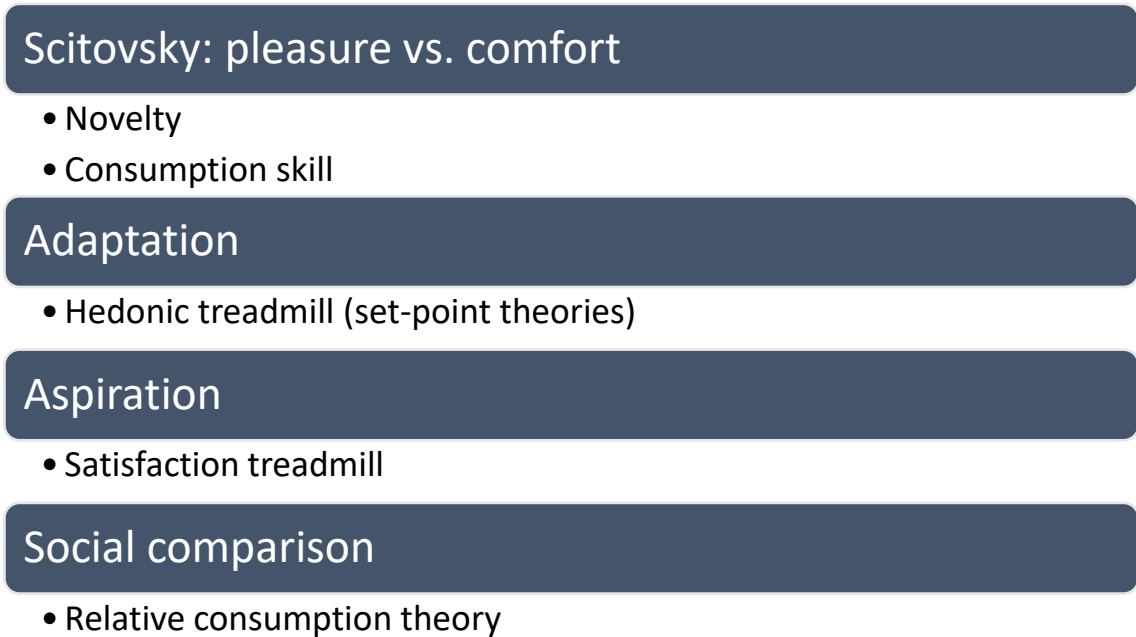 Scitovsky: pleasure vs. comfort
• Novelty
• Consumption skill
Adaptation
• Hedonic treadmill (set-point theories)
Aspiration
• Satisfaction treadmill
Social comparison
• Relative consumption theory